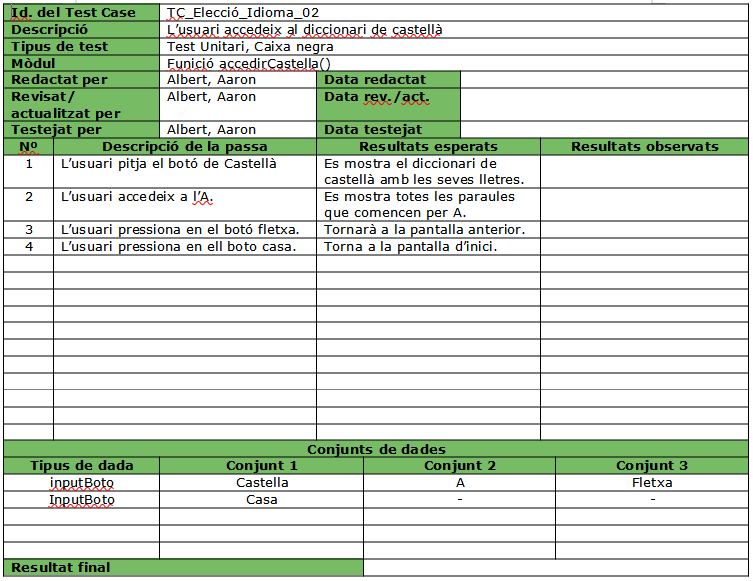 Id. del Test Case TC_Elecció_Idioma_02
Descripció L’usuari accedeix al diccionari de castellà
Tipus de test Test Unitari, Caixa negra
Mòdul Funició accedirCastella()
Redactat per Albert, Aaron Data redactat
Revisat/ Albert, Aaron Data rev./act.
actualitzat per
Testejat per Albert, Aaron Data testejat
Nº Descripció de la passa Resultats esperats Resultats observats
1 L’usuari pitja el botó de Castellà Es mostra el diccionari de
castellà amb les seves lletres.
2 L’usuari accedeix a l’A. Es mostra totes les paraules
que comencen per A.
3 L’usuari pressiona en el botó fletxa. Tornarà a la pantalla anterior.
4 L’usuari pressiona en ell boto casa. Torna a la pantalla d’inici.
Conjunts de dades
Tipus de dada Conjunt 1 Conjunt 2 Conjunt 3
inputBoto Castella A Fletxa
InputBoto Casa - -
Resultat final